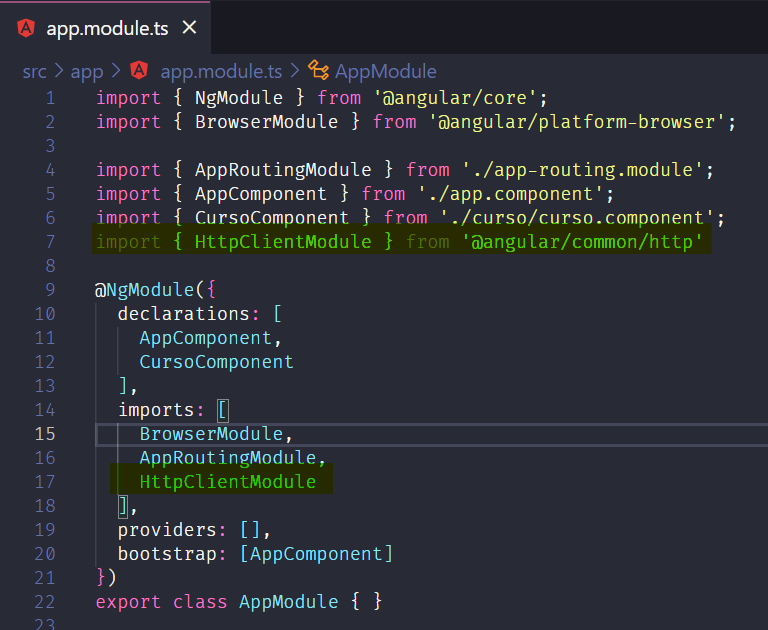 app.module.ts ×
src > app > app.module.ts > AppModule
1 import { NgModule } from '@angular/core';
2 import { BrowserModule } from '@angular/platform-browser';
3
4 import { AppRoutingModule } from './app-routing.module';
5 import { AppComponent } from './app.component';
6 import { CursoComponent } from './curso/curso.component';
7 import { HttpClientModule } from '@angular/common/http'
8
9 @NgModule({
10 declarations: [
11 AppComponent,
12 CursoComponent
13 ],
14 imports: [
15 BrowserModule,
16 AppRoutingModule,
17 HttpClientModule
18 ],
19 providers: [],
20 bootstrap: [AppComponent]
21 })
22 export class AppModule { }
23